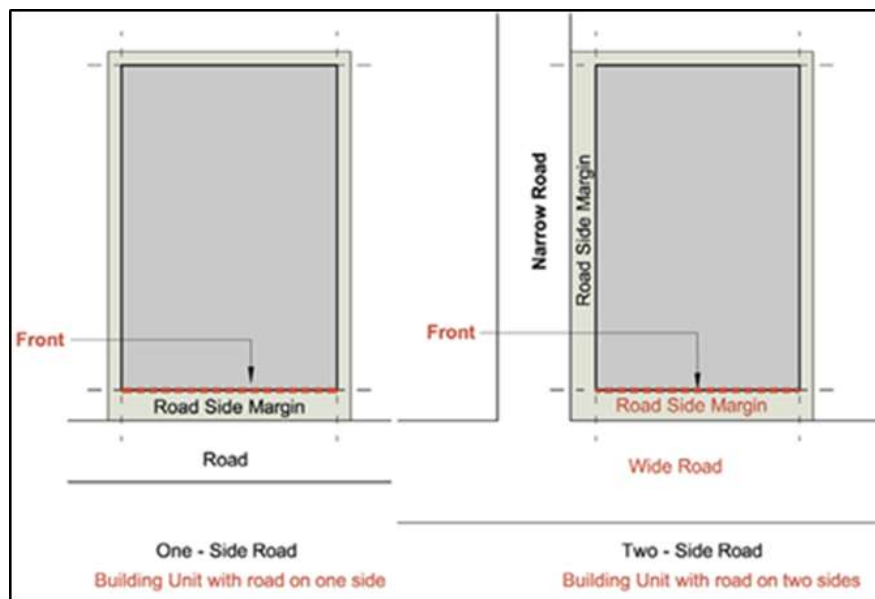 Front
Road Side Margin
Road
One - Side Road
Building Unit with road on one side
Narrow Road
Road Side Margin
Front
Road Side Margin
Wide Road
Two - Side Road
Building Unit with road on two sides